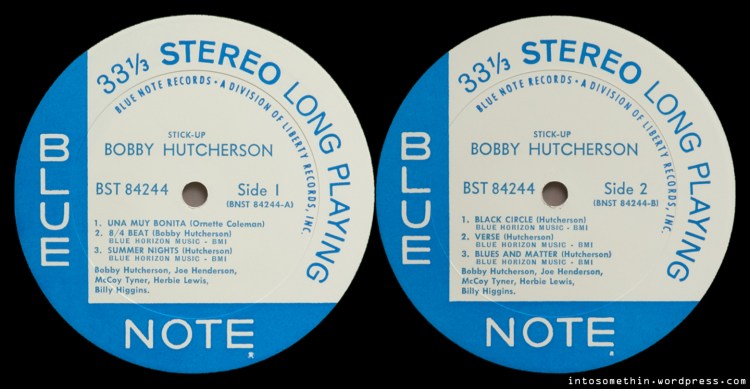 33⅓ STEREO LONG PLAYING
BLUE NOTE RECORDS • A DIVISION OF LIBERTY RECORDS, INC.
STICK-UP
BOBBY HUTCHERSON
BST 84244
Side 1
(BNST 84244-A)
1. UNA MUY BONITA (Ornette Coleman)
2. 8/4 BEAT (Bobby Hutcherson)
BLUE HORIZON MUSIC - BMI
3. SUMMER NIGHTS (Hutcherson)
BLUE HORIZON MUSIC - BMI
Bobby Hutcherson, Joe Henderson,
McCoy Tyner, Herbie Lewis,
Billy Higgins.
BLUE
NOTE
33⅓ STEREO LONG PLAYING
BLUE NOTE RECORDS • A DIVISION OF LIBERTY RECORDS, INC.
STICK-UP
BOBBY HUTCHERSON
BST 84244
Side 2
(BNST 84244-B)
1. BLACK CIRCLE (Hutcherson)
BLUE HORIZON MUSIC - BMI
2. VERSE (Hutcherson)
BLUE HORIZON MUSIC - BMI
3. BLUES AND MATTER (Hutcherson)
BLUE HORIZON MUSIC - BMI
Bobby Hutcherson, Joe Henderson,
McCoy Tyner, Herbie Lewis,
Billy Higgins.
BLUE
NOTE
intosomethin.wordpress.com